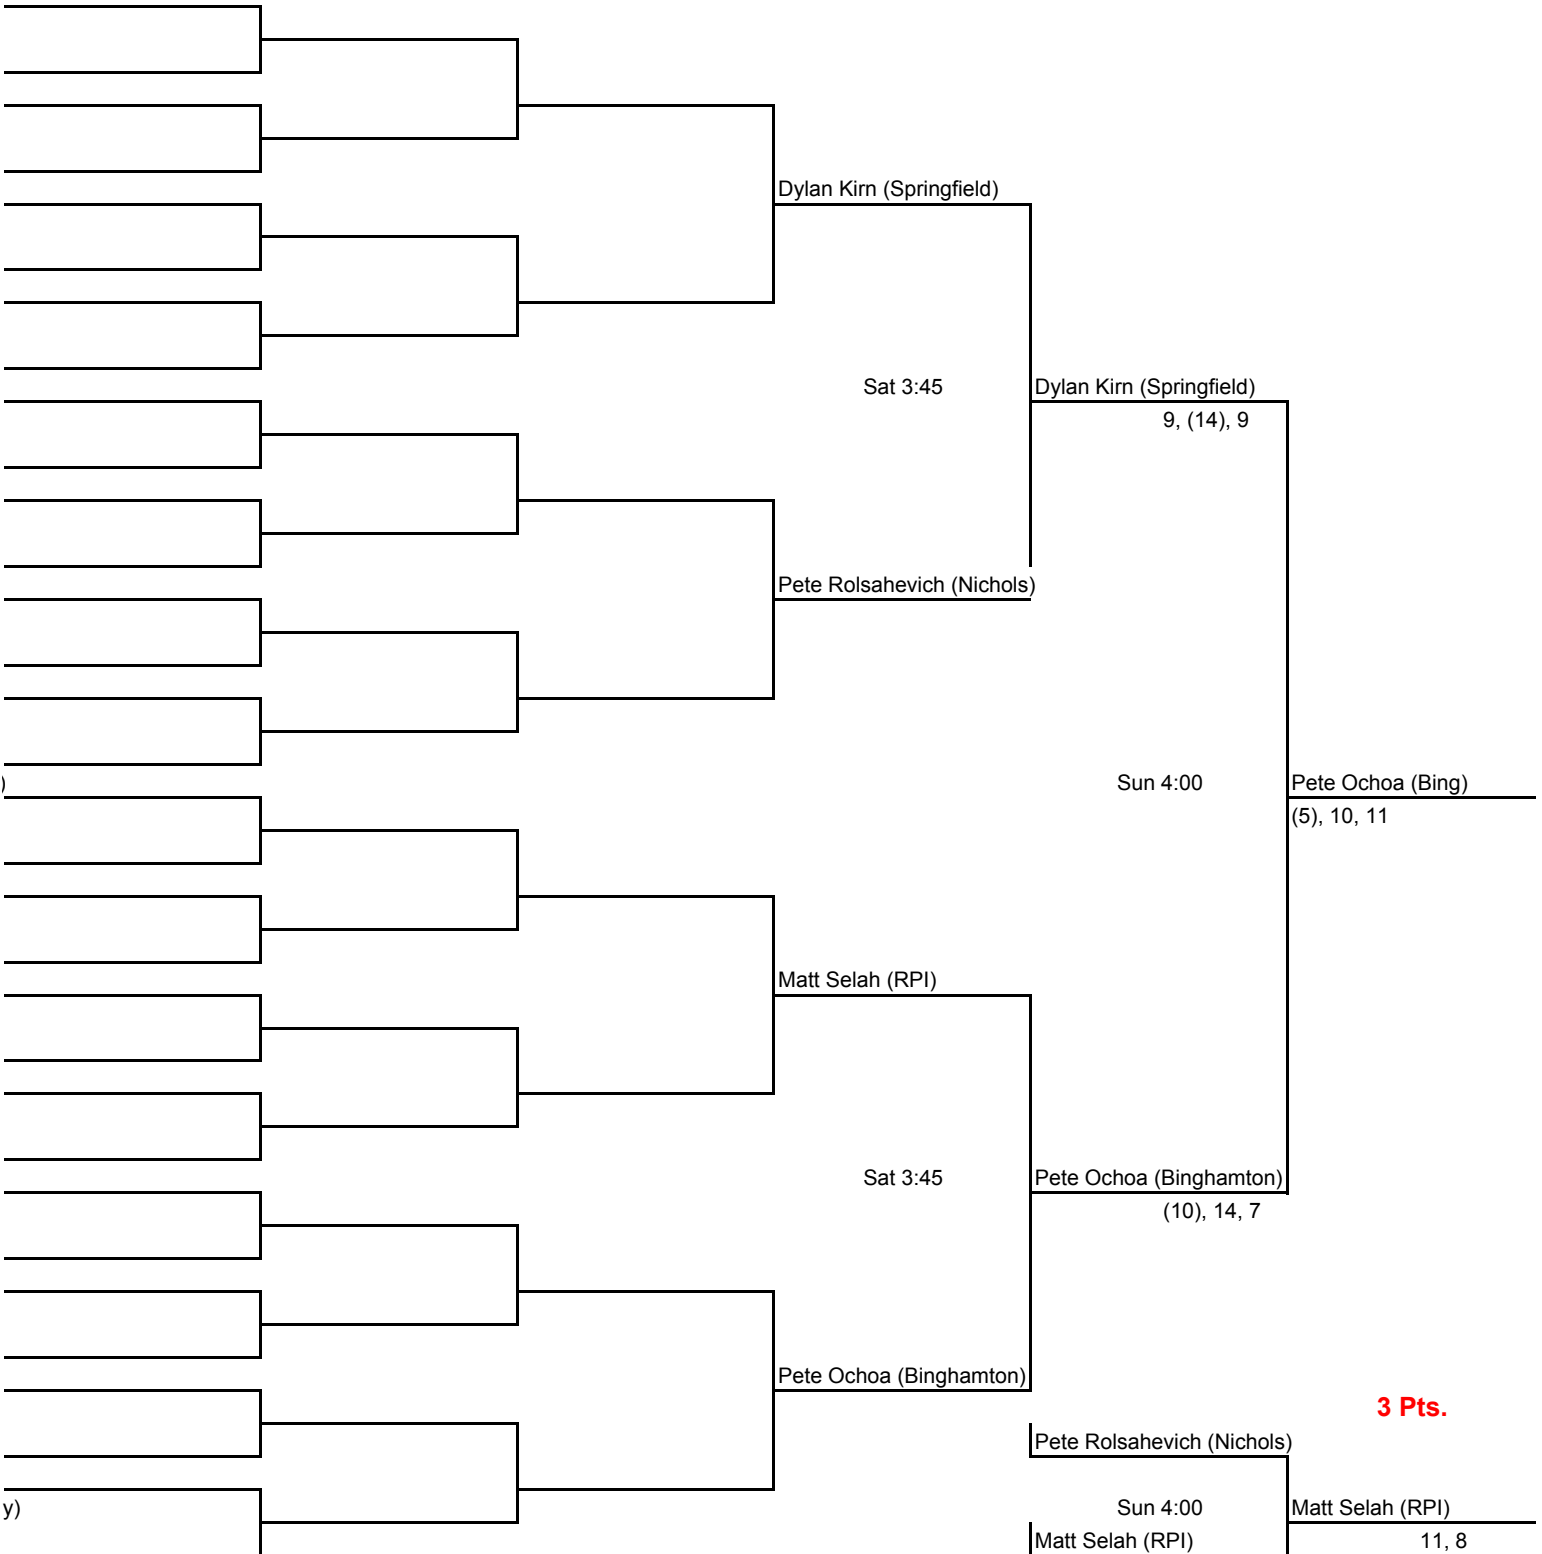 Dylan Kirn (Springfield)
Sat 3:45
Dylan Kirn (Springfield)
9, (14), 9
Pete Rolsahevich (Nichols)
)
Sun 4:00
Pete Ochoa (Bing)
(5), 10, 11
Matt Selah (RPI)
Sat 3:45
Pete Ochoa (Binghamton)
(10), 14, 7
Pete Ochoa (Binghamton)
3 Pts.
Pete Rolsahevich (Nichols)
y)
Sun 4:00
Matt Selah (RPI)
Matt Selah (RPI)
11, 8